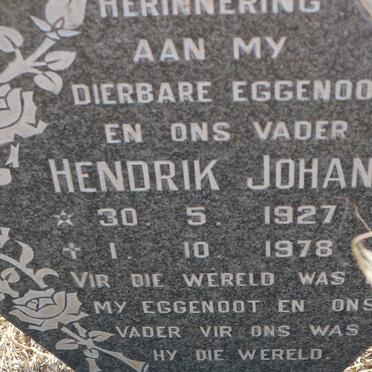 HERINNERING
AAN MY
DIERBARE EGGENOO
EN ONS VADER
HENDRIK JOHAN
☆ 30. 5. 1927
✝ 1. 10. 1978
VIR DIE WERELD WAS
MY EGGENOOT EN ONS
VADER VIR ONS WAS
HY DIE WERELD.